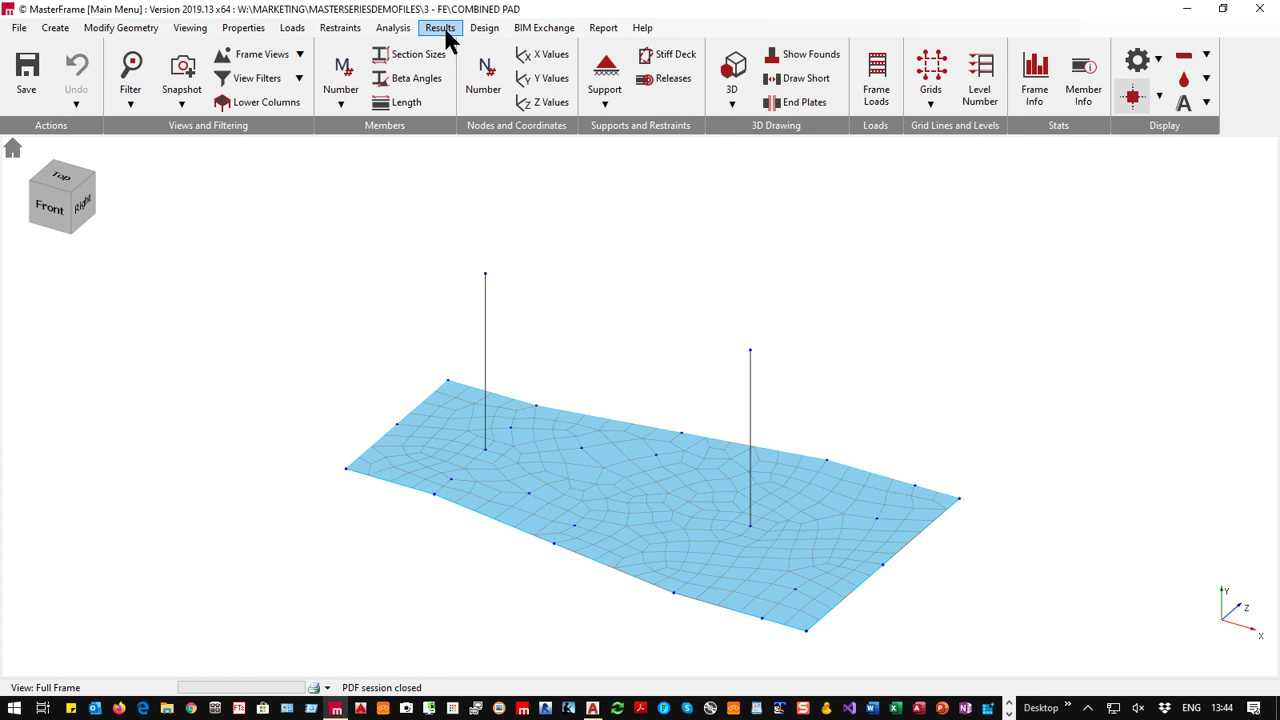 © MasterFrame [Main Menu] : Version 2019.13 x64 : W:\MARKETING\MASTERSERIESDEMOFILES\3 - FE\COMBINED PAD
File Create Modify Geometry Viewing Properties Loads Restraints Analysis Results Design BIM Exchange Report Help
Save Undo Filter Snapshot Frame Views View Filters Lower Columns
Number Section Sizes Beta Angles Length
Number X Values Y Values Z Values
Support Stiff Deck Releases
3D Show Founds Draw Short End Plates
Frame Loads
Grids Level Number
Frame Info Member Info
Actions Views and Filtering Members Nodes and Coordinates Supports and Restraints 3D Drawing Loads Grid Lines and Levels Stats Display
Top
Front Right
Y
Z
X
View: Full Frame PDF session closed
Desktop » ENG 13:44